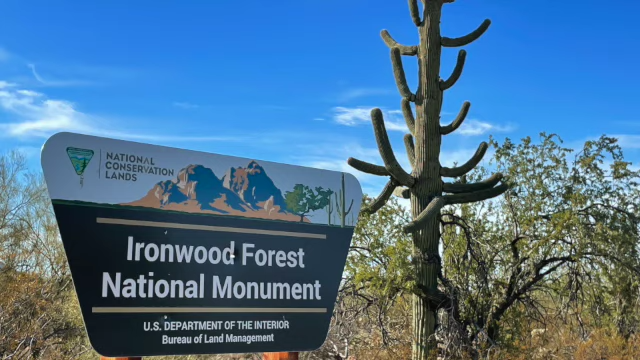 NATIONAL
CONSERVATION
LANDS
Ironwood Forest
National Monument
U.S. DEPARTMENT OF THE INTERIOR
Bureau of Land Management